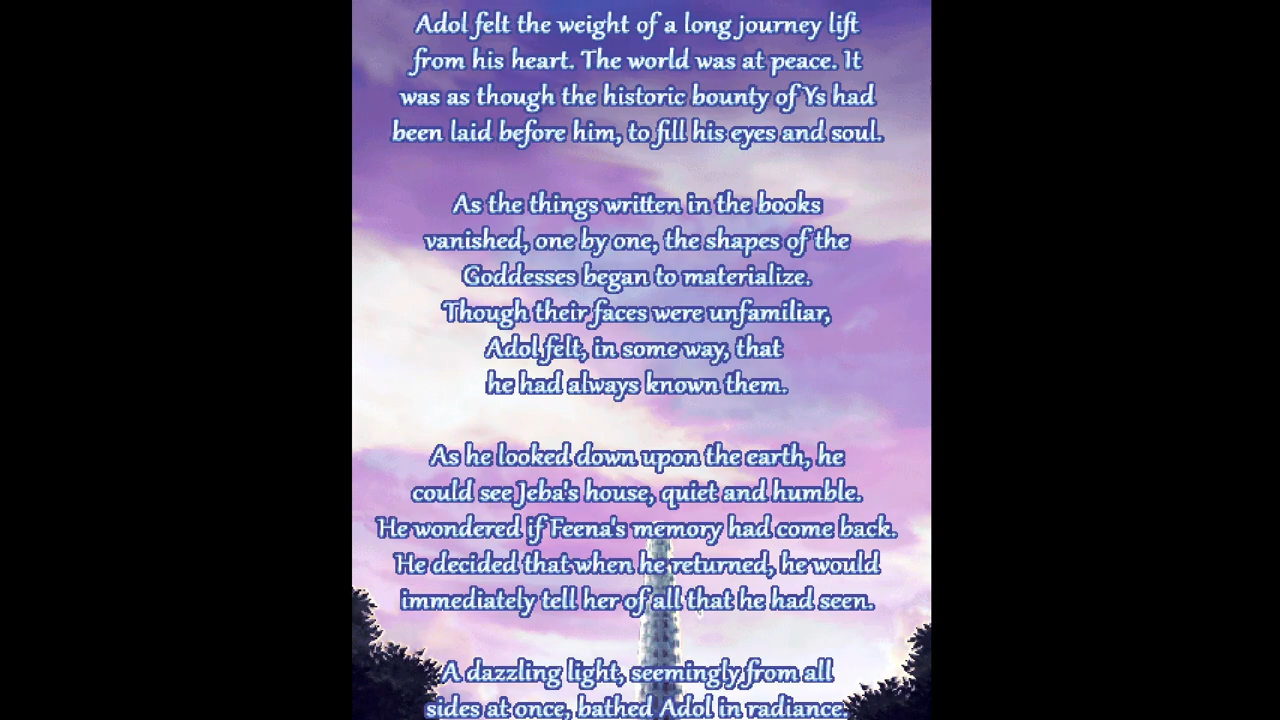 Adol felt the weight of a long journey lift
from his heart. The world was at peace. It
was as though the historic bounty of Ys had
been laid before him, to fill his eyes and soul.
As the things written in the books
vanished, one by one, the shapes of the
Goddesses began to materialize.
Though their faces were unfamiliar,
Adol felt, in some way, that
he had always known them.
As he looked down upon the earth, he
could see Jeba's house, quiet and humble.
He wondered if Feena's memory had come back.
He decided that when he returned, he would
immediately tell her of all that he had seen.
A dazzling light, seemingly from all
sides at once, bathed Adol in radiance.